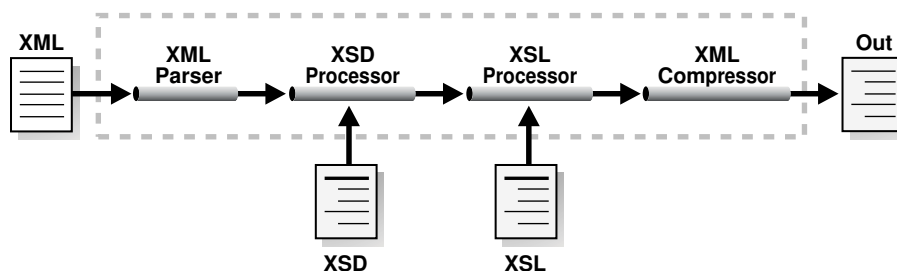 XML
XML
Parser
XSD
Processor
XSL
Processor
XML
Compressor
Out
XSD
XSL